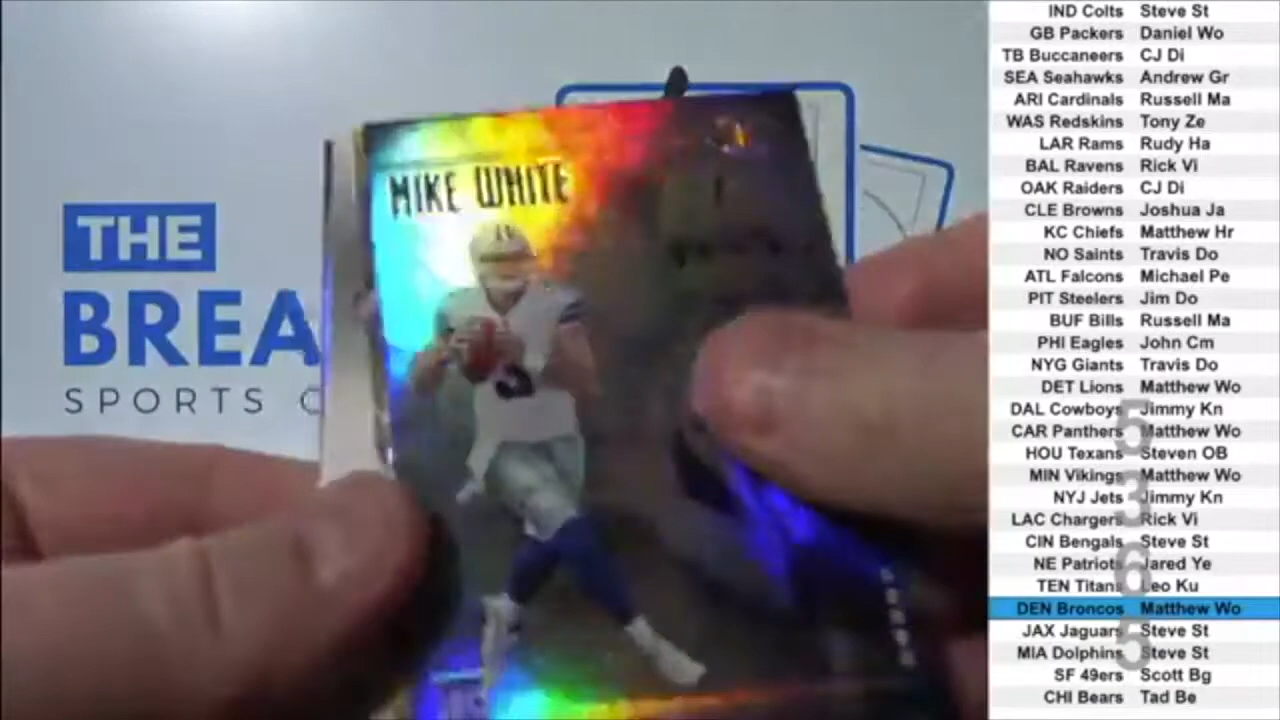 THE
BREA
SPORTS C
MIKE WHITE
IND Colts Steve St
GB Packers Daniel Wo
TB Buccaneers CJ Di
SEA Seahawks Andrew Gr
ARI Cardinals Russell Ma
WAS Redskins Tony Ze
LAR Rams Rudy Ha
BAL Ravens Rick Vi
OAK Raiders CJ Di
CLE Browns Joshua Ja
KC Chiefs Matthew Hr
NO Saints Travis Do
ATL Falcons Michael Pe
PIT Steelers Jim Do
BUF Bills Russell Ma
PHI Eagles John Cm
NYG Giants Travis Do
DET Lions Matthew Wo
DAL Cowboys Jimmy Kn
CAR Panthers Matthew Wo
HOU Texans Steven OB
MIN Vikings Matthew Wo
NYJ Jets Jimmy Kn
LAC Chargers Rick Vi
CIN Bengals Steve St
NE Patriots Jared Ye
TEN Titans Leo Ku
DEN Broncos Matthew Wo
JAX Jaguars Steve St
MIA Dolphins Steve St
SF 49ers Scott Bg
CHI Bears Tad Be